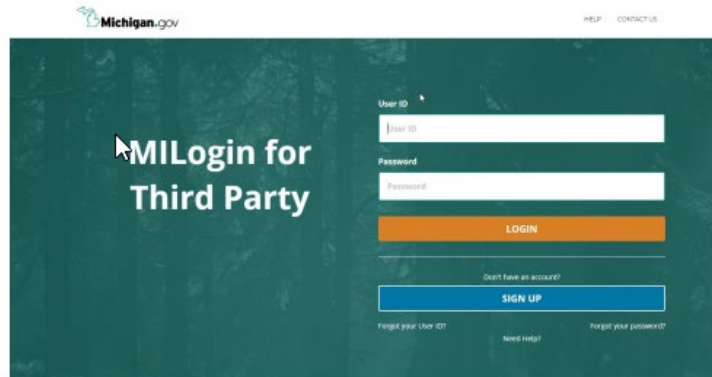 Michigan.gov
HELP CONTACT US
MILogin for
Third Party
User ID
User ID
Password
Password
LOGIN
Don't have an account?
SIGN UP
Forgot your User ID?
Forgot your password?
Need Help?